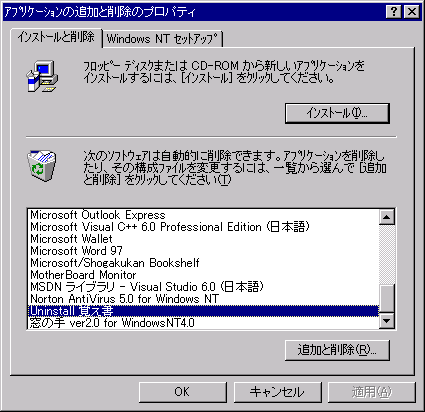 アプリケーションの追加と削除のプロパティ
インストールと削除
Windows NT セットアップ
フロッピー ディスクまたは CD-ROM から新しいアプリケーションを
インストールするには、[インストール] をクリックしてください。
インストール(I)...
次のソフトウェアは自動的に削除できます。アプリケーションを削除し
たり、その構成ファイルを変更するには、一覧から選んで [追加
と削除] をクリックしてください(T)
Microsoft Outlook Express
Microsoft Visual C++ 6.0 Professional Edition (日本語)
Microsoft Wallet
Microsoft Word 97
Microsoft/Shogakukan Bookshelf
MotherBoard Monitor
MSDN ライブラリ - Visual Studio 6.0 (日本語)
Norton AntiVirus 5.0 for Windows NT
Uninstall 覚え書
窓の手 ver2.0 for WindowsNT4.0
追加と削除(R)...
OK
キャンセル
適用(A)